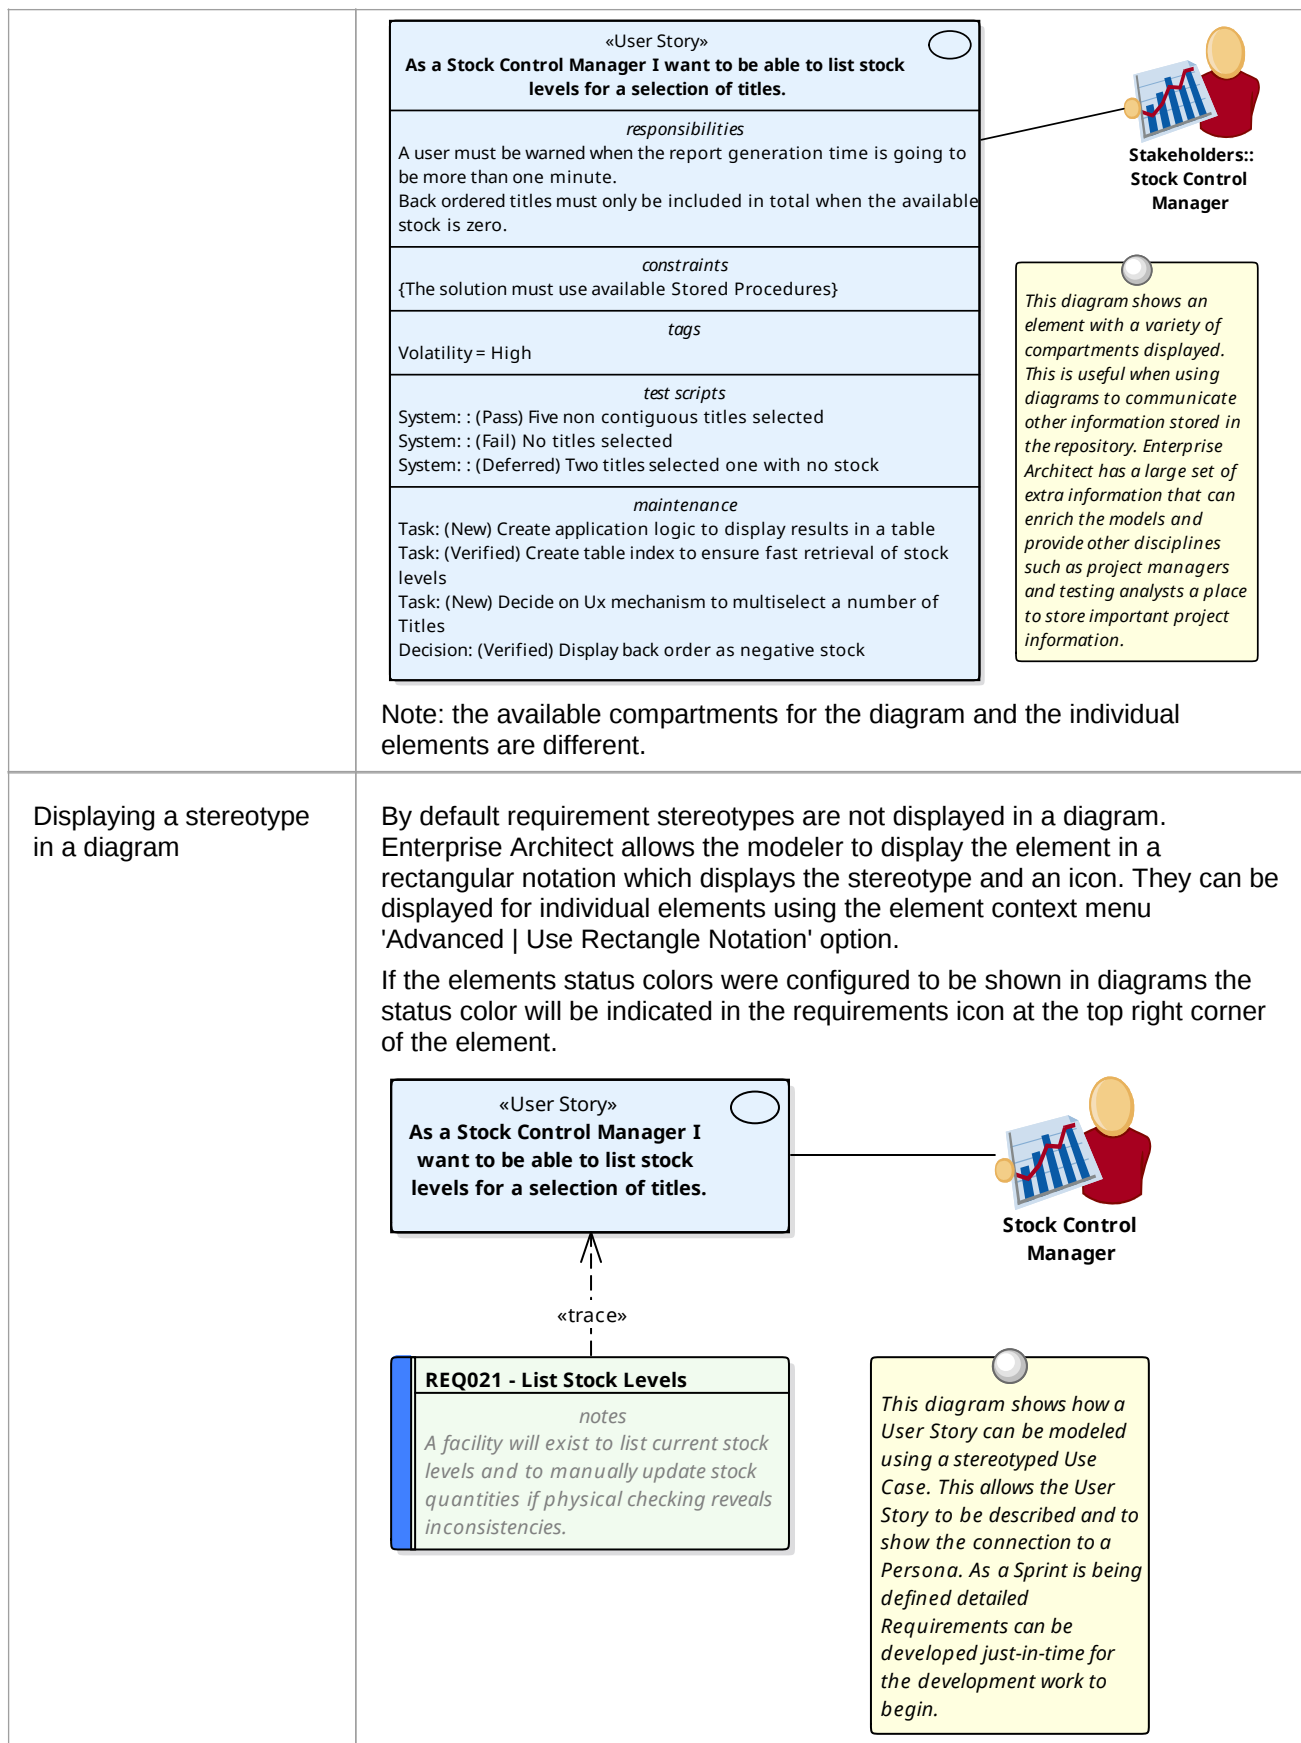 «User Story»
As a Stock Control Manager I want to be able to list stock
levels for a selection of titles.
responsibilities
A user must be warned when the report generation time is going to
be more than one minute.
Back ordered titles must only be included in total when the available
stock is zero.
constraints
{The solution must use available Stored Procedures}
tags
Volatility = High
test scripts
System: : (Pass) Five non contiguous titles selected
System: : (Fail) No titles selected
System: : (Deferred) Two titles selected one with no stock
maintenance
Task: (New) Create application logic to display results in a table
Task: (Verified) Create table index to ensure fast retrieval of stock
levels
Task: (New) Decide on Ux mechanism to multiselect a number of
Titles
Decision: (Verified) Display back order as negative stock
Stakeholders::
Stock Control
Manager
This diagram shows an
element with a variety of
compartments displayed.
This is useful when using
diagrams to communicate
other information stored in
the repository. Enterprise
Architect has a large set of
extra information that can
enrich the models and
provide other disciplines
such as project managers
and testing analysts a place
to store important project
information.
Note: the available compartments for the diagram and the individual
elements are different.
Displaying a stereotype
in a diagram
By default requirement stereotypes are not displayed in a diagram.
Enterprise Architect allows the modeler to display the element in a
rectangular notation which displays the stereotype and an icon. They can be
displayed for individual elements using the element context menu
'Advanced | Use Rectangle Notation' option.
If the elements status colors were configured to be shown in diagrams the
status color will be indicated in the requirements icon at the top right corner
of the element.
«User Story»
As a Stock Control Manager I
want to be able to list stock
levels for a selection of titles.
Stock Control
Manager
«trace»
REQ021 - List Stock Levels
notes
A facility will exist to list current stock
levels and to manually update stock
quantities if physical checking reveals
inconsistencies.
This diagram shows how a
User Story can be modeled
using a stereotyped Use
Case. This allows the User
Story to be described and to
show the connection to a
Persona. As a Sprint is being
defined detailed
Requirements can be
developed just-in-time for
the development work to
begin.